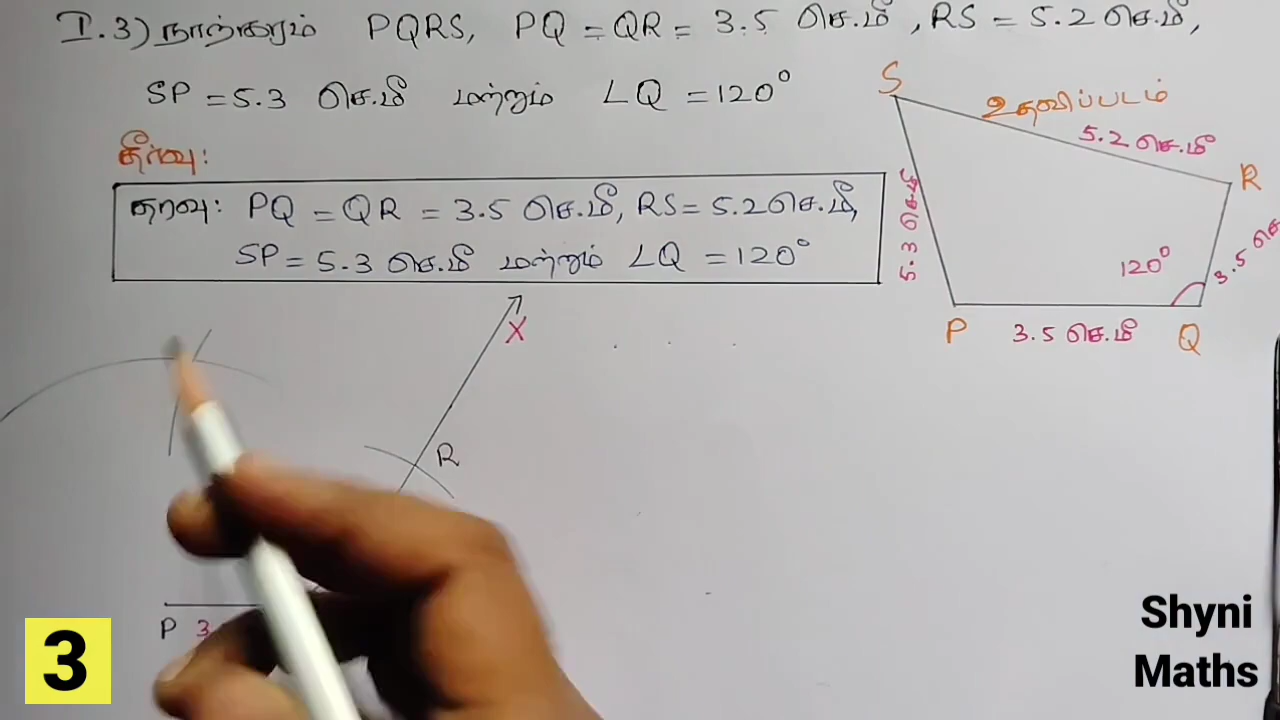 I.3) நாற்கரம் PQRS, PQ = QR = 3.5 செ.மீ, RS = 5.2 செ.மீ,
SP = 5.3 செ.மீ மற்றும் ∠Q = 120°
S
உதவிப்படம்
5.2 செ.மீ
தீர்வு:
R
தரவு: PQ = QR = 3.5 செ.மீ, RS = 5.2 செ.மீ,
SP = 5.3 செ.மீ மற்றும் ∠Q = 120°
5.3 செ.மீ
120°
3.5 செ
P 3.5 செ.மீ Q
X
R
P 3
3
Shyni
Maths